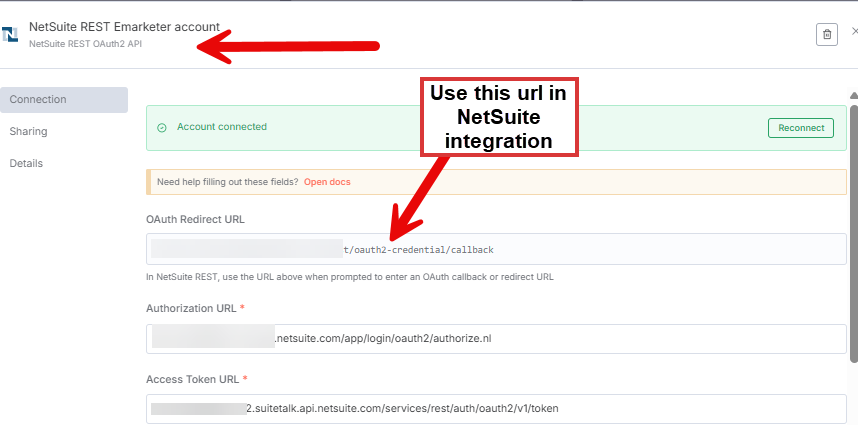 NetSuite REST Emarketer account
NetSuite REST OAuth2 API
Connection
Sharing
Details
Use this url in
NetSuite
integration
Account connected
Reconnect
Need help filling out these fields? Open docs
OAuth Redirect URL
t/oauth2-credential/callback
In NetSuite REST, use the URL above when prompted to enter an OAuth callback or redirect URL
Authorization URL *
.netsuite.com/app/login/oauth2/authorize.nl
Access Token URL *
2.suitetalk.api.netsuite.com/services/rest/auth/oauth2/v1/token